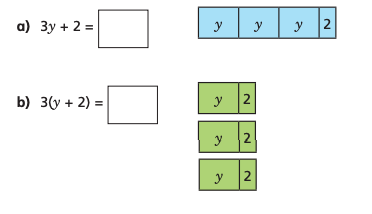 a) 3y + 2 =
y y y 2
b) 3(y + 2) =
y 2
y 2
y 2